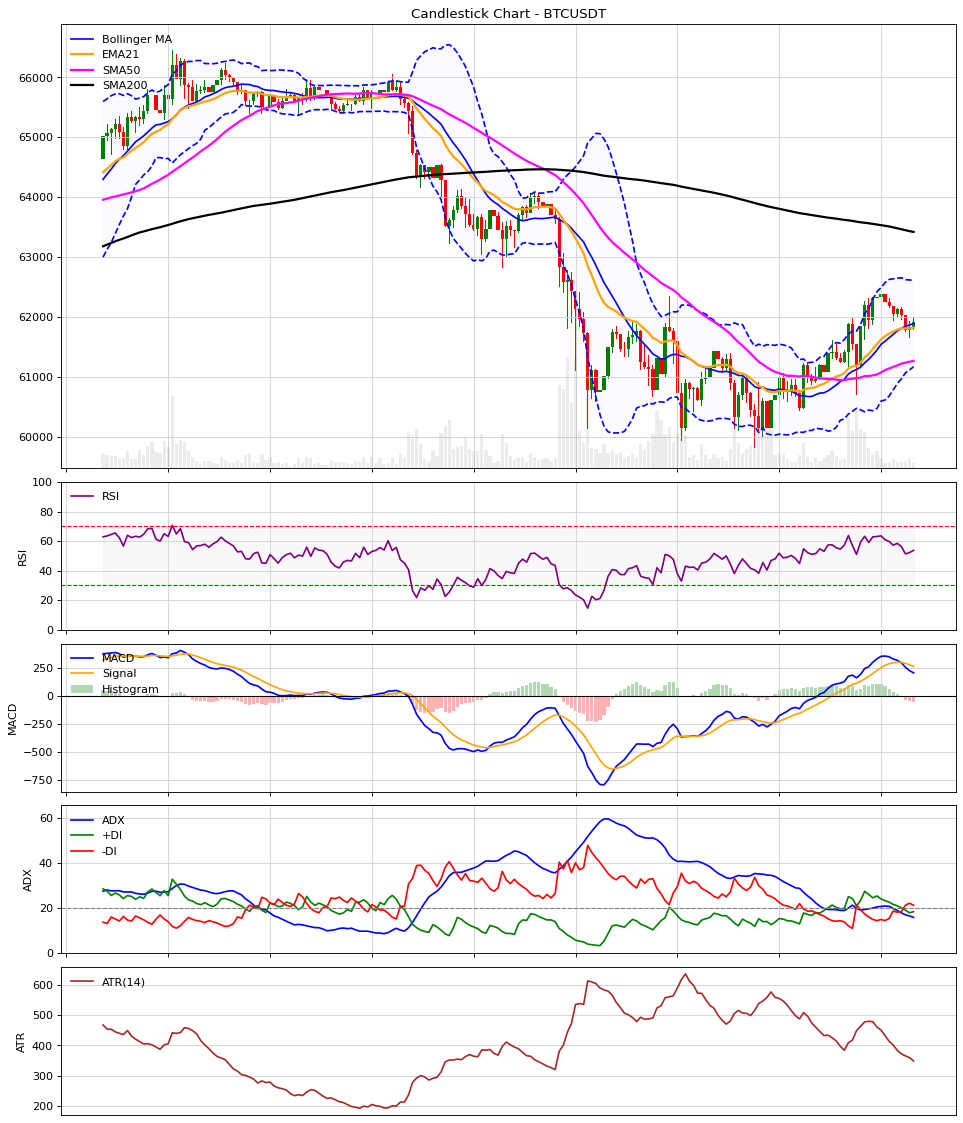 Candlestick Chart - BTCUSDT
Bollinger MA
EMA21
SMA50
SMA200
66000
65000
64000
63000
62000
61000
60000
RSI
100
80
60
40
20
0
RSI
MACD
Signal
Histogram
250
0
−250
−500
−750
MACD
ADX
+DI
-DI
60
40
20
0
ADX
ATR(14)
600
500
400
300
200
ATR